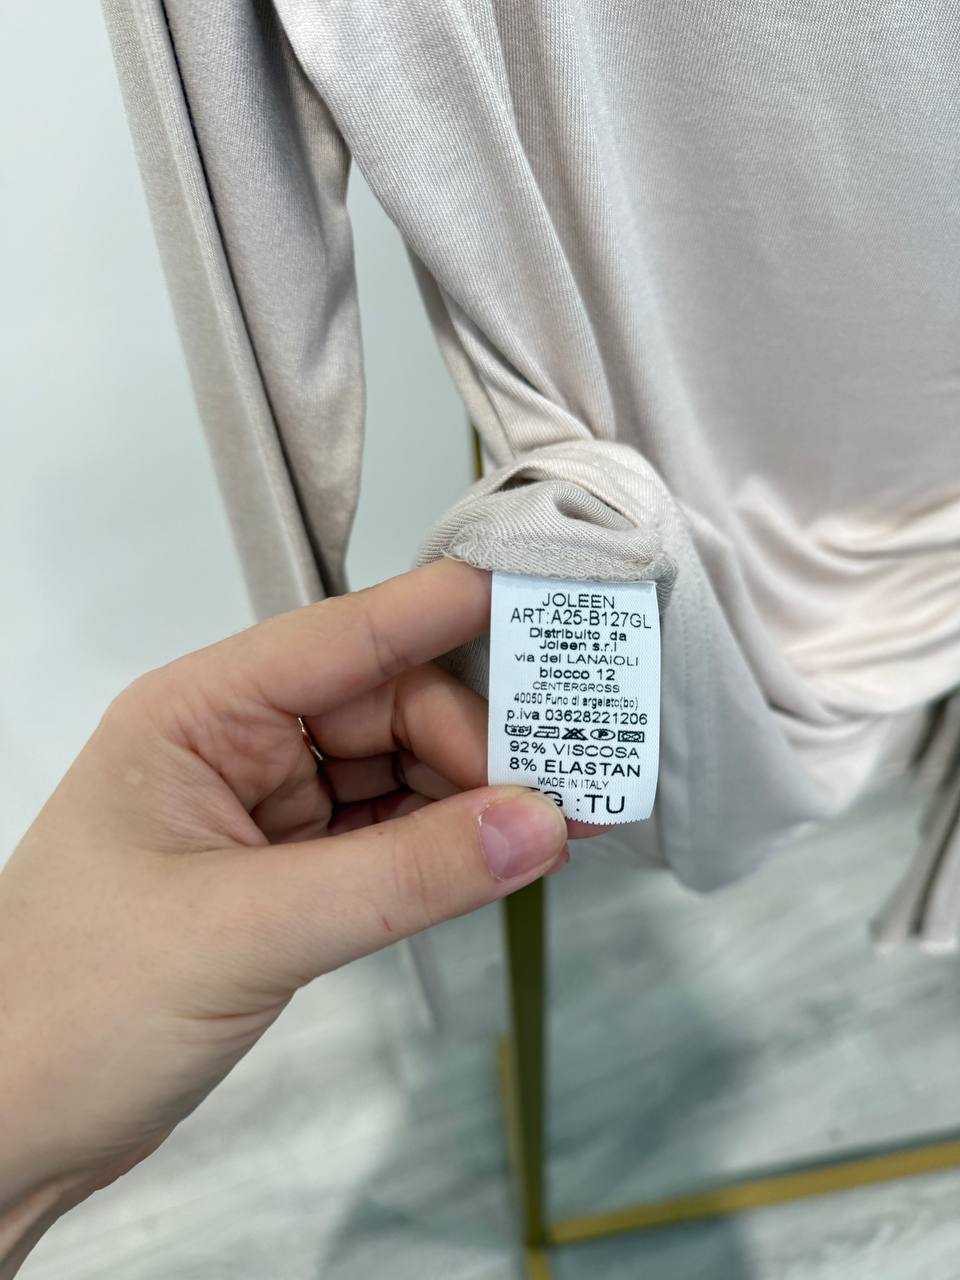 JOLEEN
ART:A25-B127GL
Distribuito da
Joleen s.r.l
via dei LANAIOLI
blocco 12
CENTERGROSS
40050 Funo di argelato(bo)
p.iva 03628221206
92% VISCOSA
8% ELASTAN
MADE IN ITALY
:TU